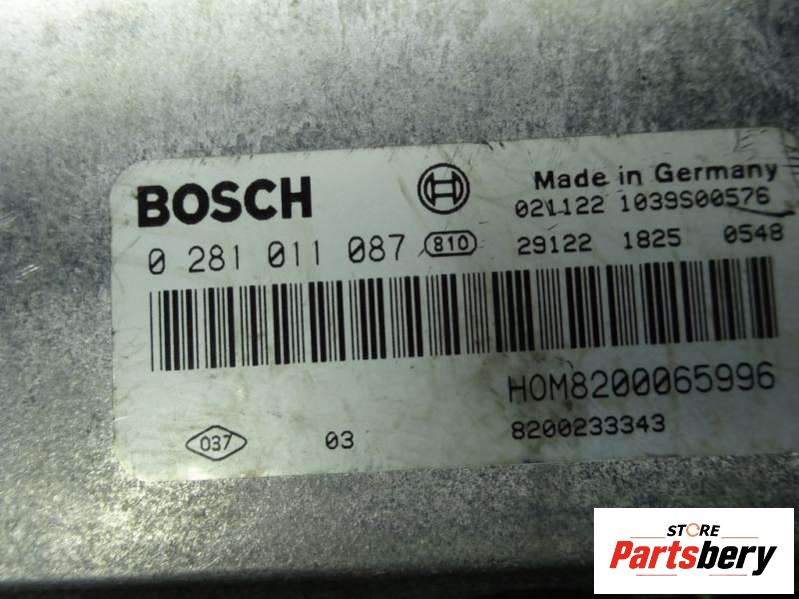 BOSCH
Made in Germany
021122 1039S00576
0 281 011 087 810 29122 1825 0548
HOM8200065996
037 03 8200233343
STORE
Partsbery